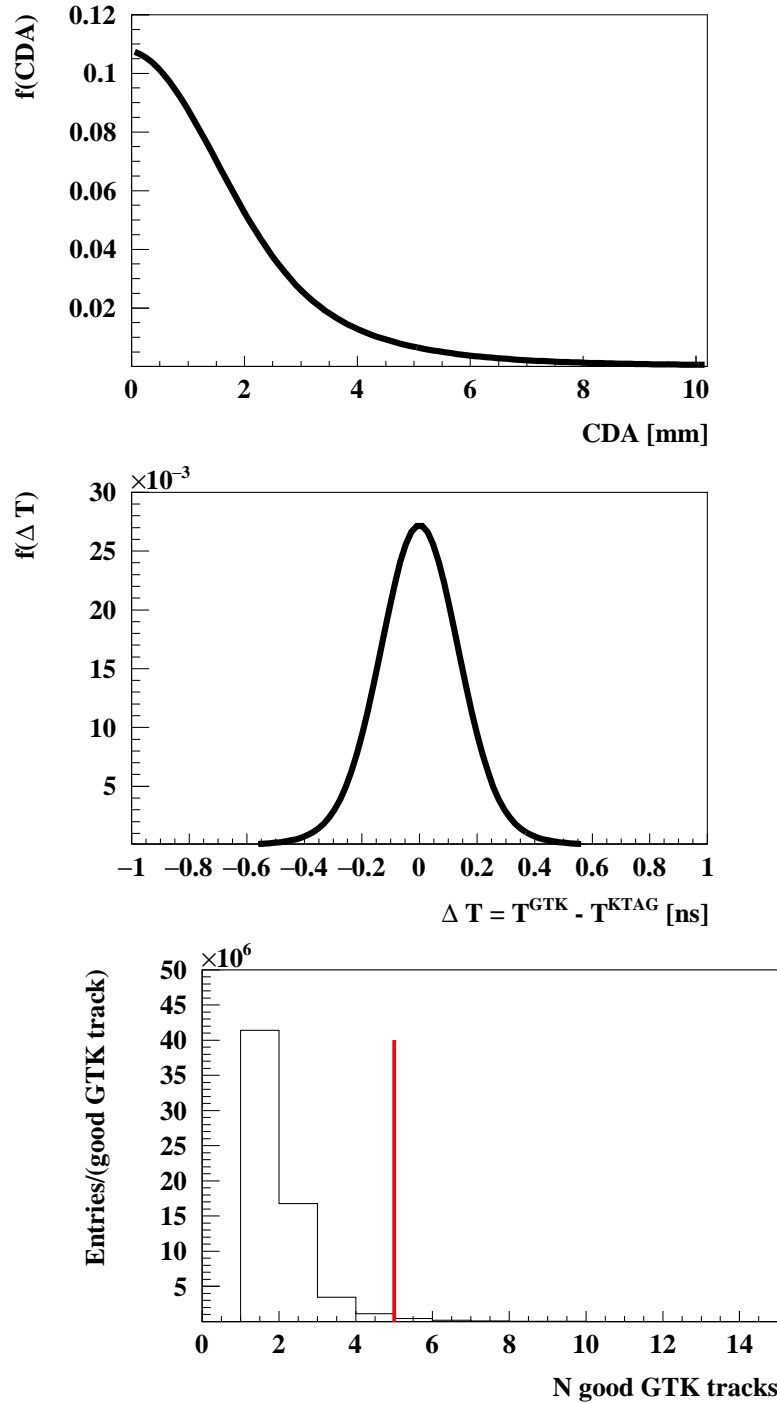 f(CDA)
0.12
0.1
0.08
0.06
0.04
0.02
0 2 4 6 8 10
CDA [mm]
×10⁻³
f(Δ T)
30
25
20
15
10
5
−1 −0.8 −0.6 −0.4 −0.2 0 0.2 0.4 0.6 0.8 1
Δ T = T^GTK - T^KTAG [ns]
×10⁶
Entries/(good GTK track)
50
45
40
35
30
25
20
15
10
5
0 2 4 6 8 10 12 14
N good GTK tracks